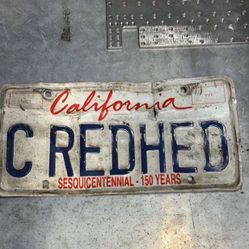 California
C REDHED
SESQUICENTENNIAL - 150 YEARS